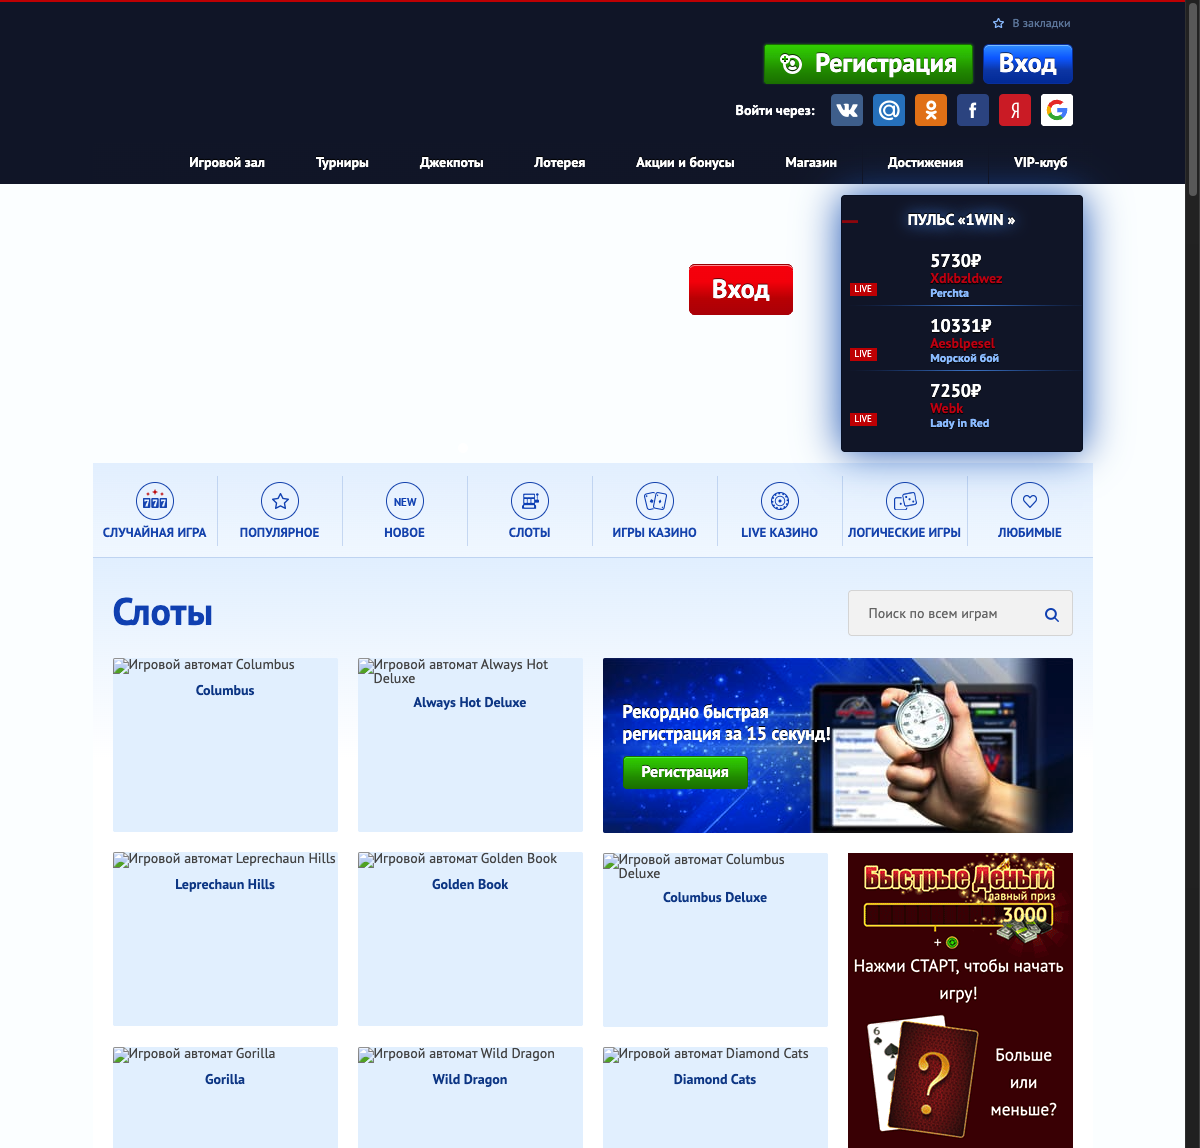 В закладки
Регистрация
Вход
Войти через:
Игровой зал
Турниры
Джекпоты
Лотерея
Акции и бонусы
Магазин
Достижения
VIP-клуб
ПУЛЬС «1WIN »
5730₽
Xdkbzldwez
LIVE
Perchta
Вход
10331₽
Aesblpesel
LIVE
Морской бой
7250₽
Webk
LIVE
Lady in Red
777
NEW
СЛУЧАЙНАЯ ИГРА
ПОПУЛЯРНОЕ
НОВОЕ
СЛОТЫ
ИГРЫ КАЗИНО
LIVE КАЗИНО
ЛОГИЧЕСКИЕ ИГРЫ
ЛЮБИМЫЕ
Слоты
Поиск по всем играм
Игровой автомат Columbus
Columbus
Игровой автомат Always Hot
Deluxe
Always Hot Deluxe
Рекордно быстрая
регистрация за 15 секунд!
Регистрация
Игровой автомат Leprechaun Hills
Leprechaun Hills
Игровой автомат Golden Book
Golden Book
Игровой автомат Columbus
Deluxe
Columbus Deluxe
Быстрые Деньги
Главный приз
3000
+
Нажми СТАРТ, чтобы начать
игру!
6
?
Больше
или
меньше?
Игровой автомат Gorilla
Gorilla
Игровой автомат Wild Dragon
Wild Dragon
Игровой автомат Diamond Cats
Diamond Cats